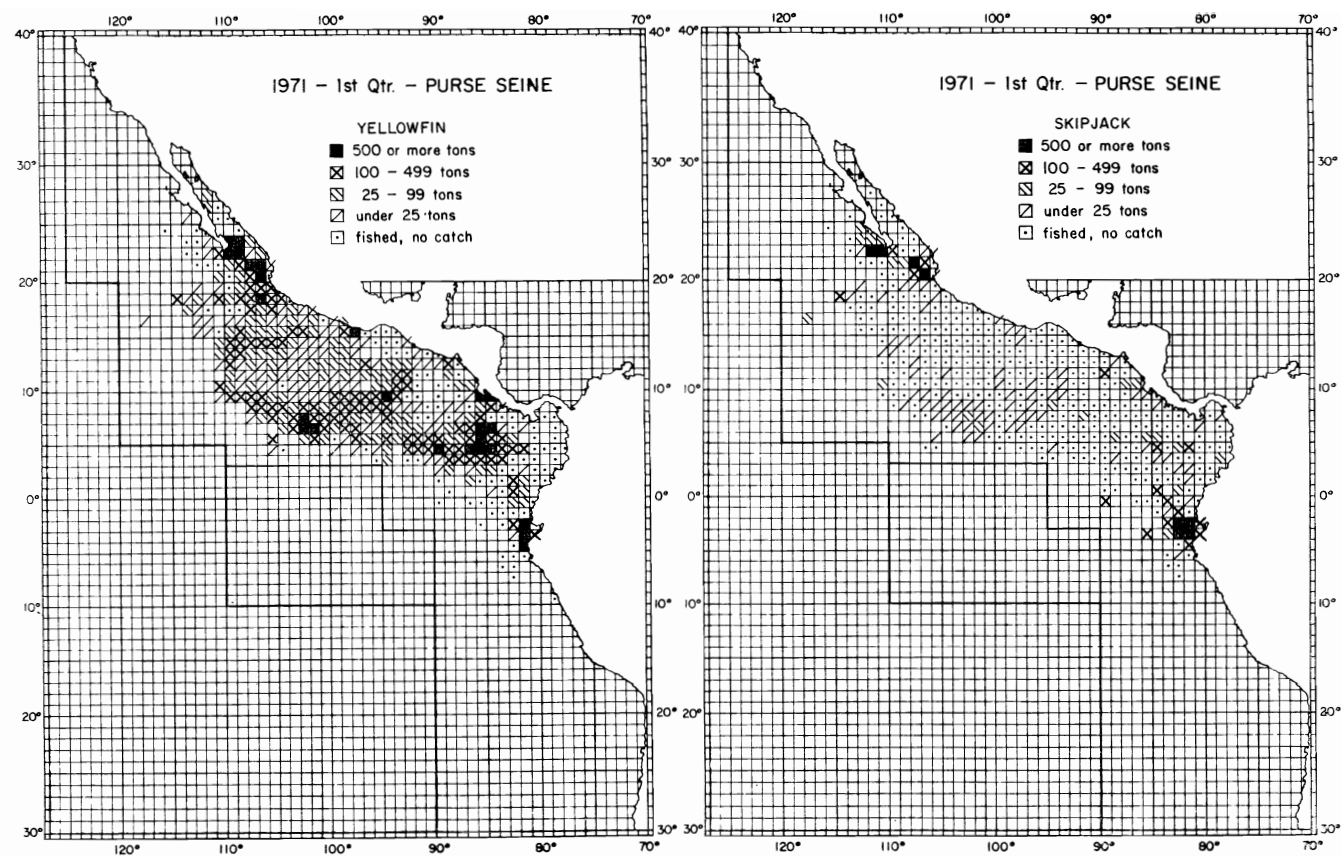 120° 110° 100° 90° 80° 70°
40°
1971 – 1st Qtr. – PURSE SEINE
YELLOWFIN
500 or more tons
100 – 499 tons
25 – 99 tons
under 25 tons
fished, no catch
30° 30°
20° 20°
10° 10°
0° 0°
10° 10°
20° 20°
30° 30°
120° 110° 100° 90° 80° 70°
120° 110° 100° 90° 80° 70°
40° 40°
1971 – 1st Qtr. – PURSE SEINE
SKIPJACK
500 or more tons
100 – 499 tons
25 – 99 tons
under 25 tons
fished, no catch
30° 30°
20° 20°
10° 10°
0° 0°
10° 10°
20° 20°
30° 30°
120° 110° 100° 90° 80° 70°